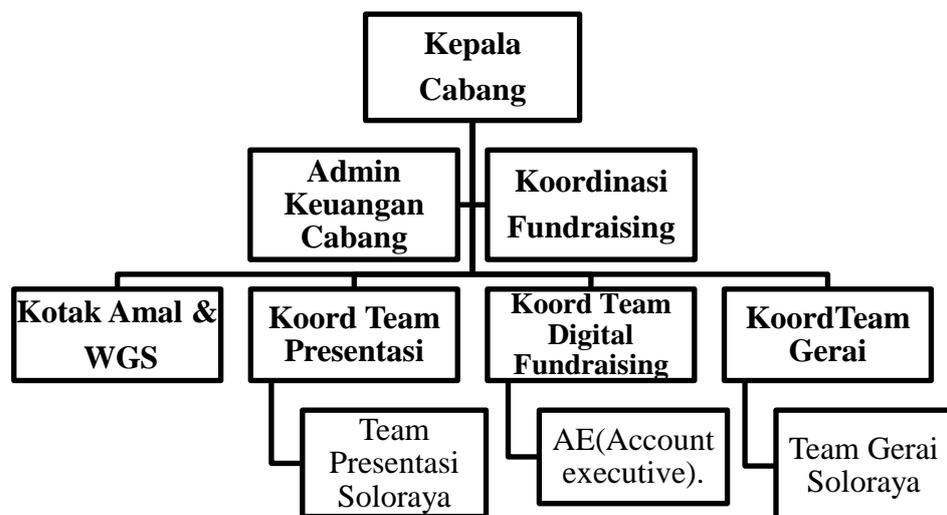 Kepala
Cabang
Admin
Keuangan
Cabang
Koordinasi
Fundraising
Kotak Amal &
WGS
Koord Team
Presentasi
Koord Team
Digital
Fundraising
KoordTeam
Gerai
Team
Presentasi
Soloraya
AE(Account
executive).
Team Gerai
Soloraya